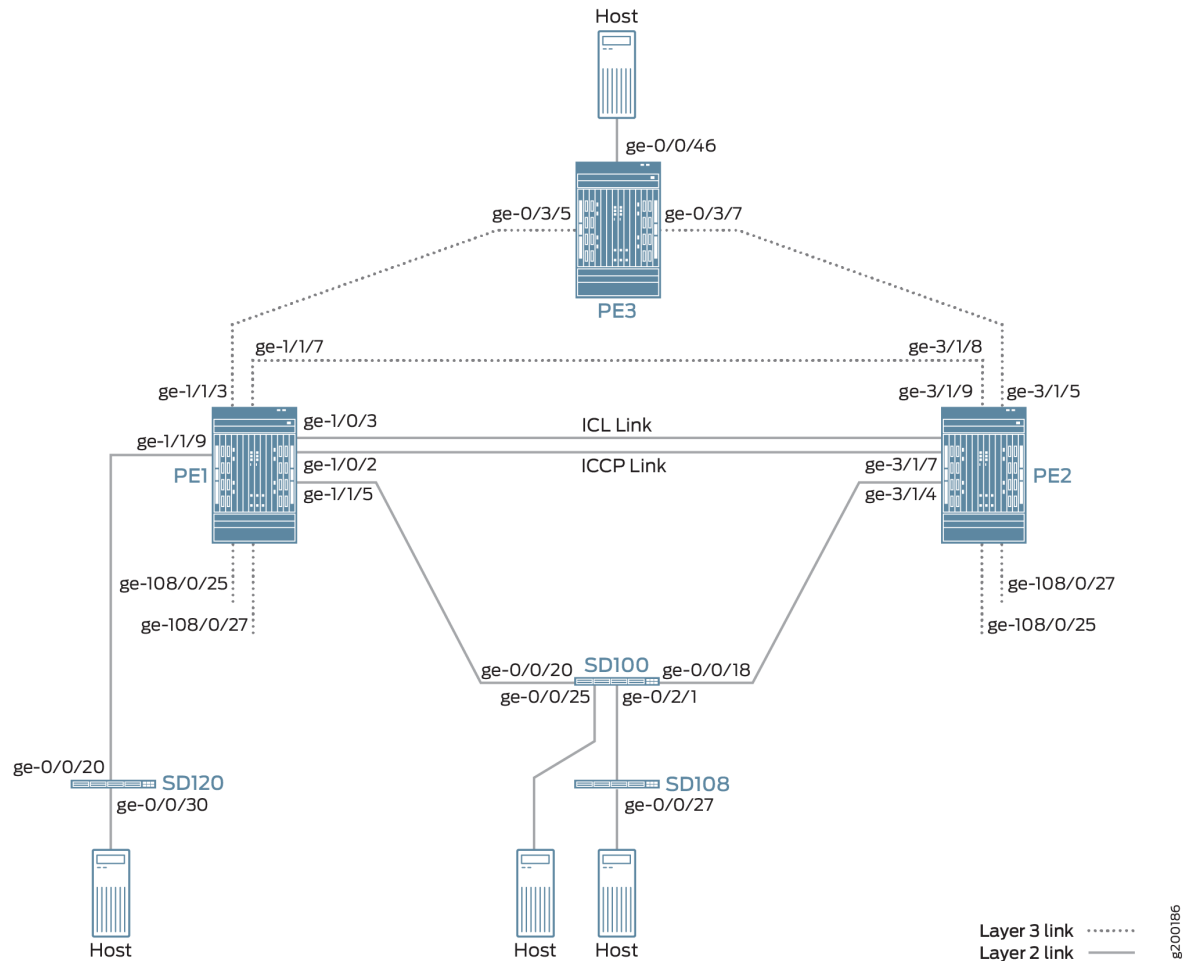 Host
ge-0/0/46
ge-0/3/5
ge-0/3/7
PE3
ge-1/1/7
ge-3/1/8
ge-1/1/3
ge-3/1/9
ge-3/1/5
ge-1/0/3
ICL Link
ge-1/1/9
ge-1/0/2
ICCP Link
ge-3/1/7
PE1
PE2
ge-1/1/5
ge-3/1/4
ge-108/0/25
ge-108/0/27
ge-108/0/27
ge-108/0/25
SD100
ge-0/0/20
ge-0/0/18
ge-0/0/25
ge-0/2/1
ge-0/0/20
SD120
SD108
ge-0/0/30
ge-0/0/27
Host
Host
Host
Layer 3 link
Layer 2 link
g200186